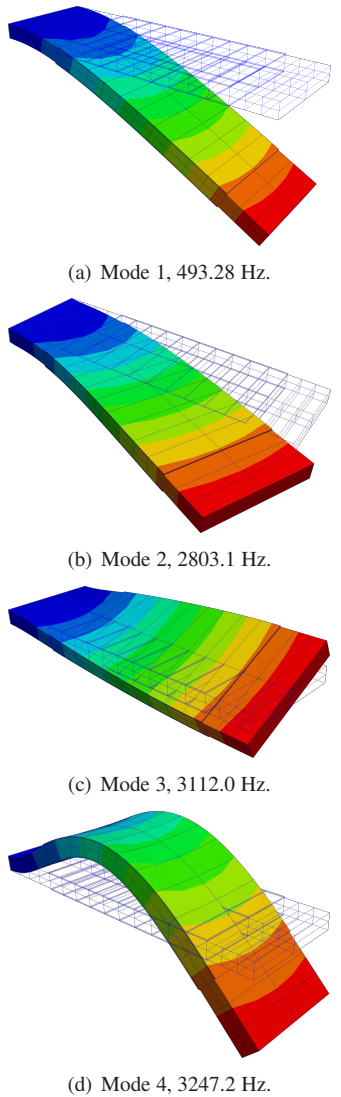 (a) Mode 1, 493.28 Hz.
(b) Mode 2, 2803.1 Hz.
(c) Mode 3, 3112.0 Hz.
(d) Mode 4, 3247.2 Hz.